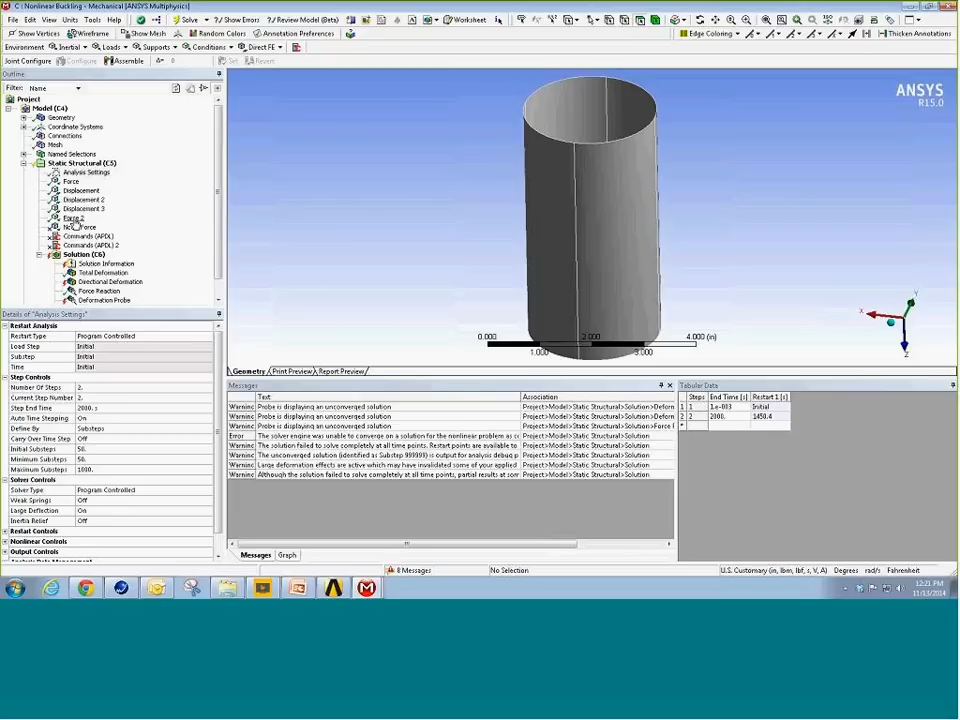 C : Nonlinear Buckling - Mechanical [ANSYS Multiphysics]
File Edit View Units Tools Help Solve ?/ Show Errors ? / Review Model (Beta) Worksheet
Show Vertices Wireframe Show Mesh Random Colors Annotation Preferences Edge Coloring Thicken Annotations
Environment Inertial Loads Supports Conditions Direct FE
Joint Configure Configure Assemble Δ= 0 Set Revert
Outline
Filter: Name
Project
Model (C4)
Geometry
Coordinate Systems
Connections
Mesh
Named Selections
Static Structural (C5)
Analysis Settings
Force
Displacement
Displacement 2
Displacement 3
Force 2
Force
Commands (APDL)
Commands (APDL) 2
Solution (C6)
Solution Information
Total Deformation
Directional Deformation
Force Reaction
Deformation Probe
Details of "Analysis Settings"
Restart Analysis
Restart Type Program Controlled
Load Step Initial
Substep Initial
Time Initial
Step Controls
Number Of Steps 2.
Current Step Number 2.
Step End Time 2000. s
Auto Time Stepping On
Define By Substeps
Carry Over Time Step Off
Initial Substeps 50.
Minimum Substeps 50.
Maximum Substeps 1000.
Solver Controls
Solver Type Program Controlled
Weak Springs Off
Large Deflection On
Inertia Relief Off
Restart Controls
Nonlinear Controls
Output Controls
ANSYS
R15.0
0.000 2.000 4.000 (in)
1.000 3.000
X Y Z
Geometry Print Preview Report Preview
Messages
Text Association
Warninc Probe is displaying an unconverged solution Project>Model>Static Structural>Solution>Deform
Warninc Probe is displaying an unconverged solution Project>Model>Static Structural>Solution>Deform
Warninc Probe is displaying an unconverged solution Project>Model>Static Structural>Solution>Force F
Error The solver engine was unable to converge on a solution for the nonlinear problem as c Project>Model>Static Structural>Solution
Warninc The solution failed to solve completely at all time points. Restart points are available to Project>Model>Static Structural>Solution
Warninc The unconverged solution (identified as Substep 999999) is output for analysis debug p Project>Model>Static Structural>Solution
Warninc Large deformation effects are active which may have invalidated some of your applied Project>Model>Static Structural>Solution
Warninc Although the solution failed to solve completely at all time points, partial results at som Project>Model>Static Structural>Solution
Messages Graph
Tabular Data
Steps End Time [s] Restart 1 [s]
1 1 1.e-003 Initial
2 2 2000. 1450.4
*
8 Messages No Selection U.S. Customary (in, lbm, lbf, s, V, A) Degrees rad/s Fahrenheit
12:21 PM
11/13/2014